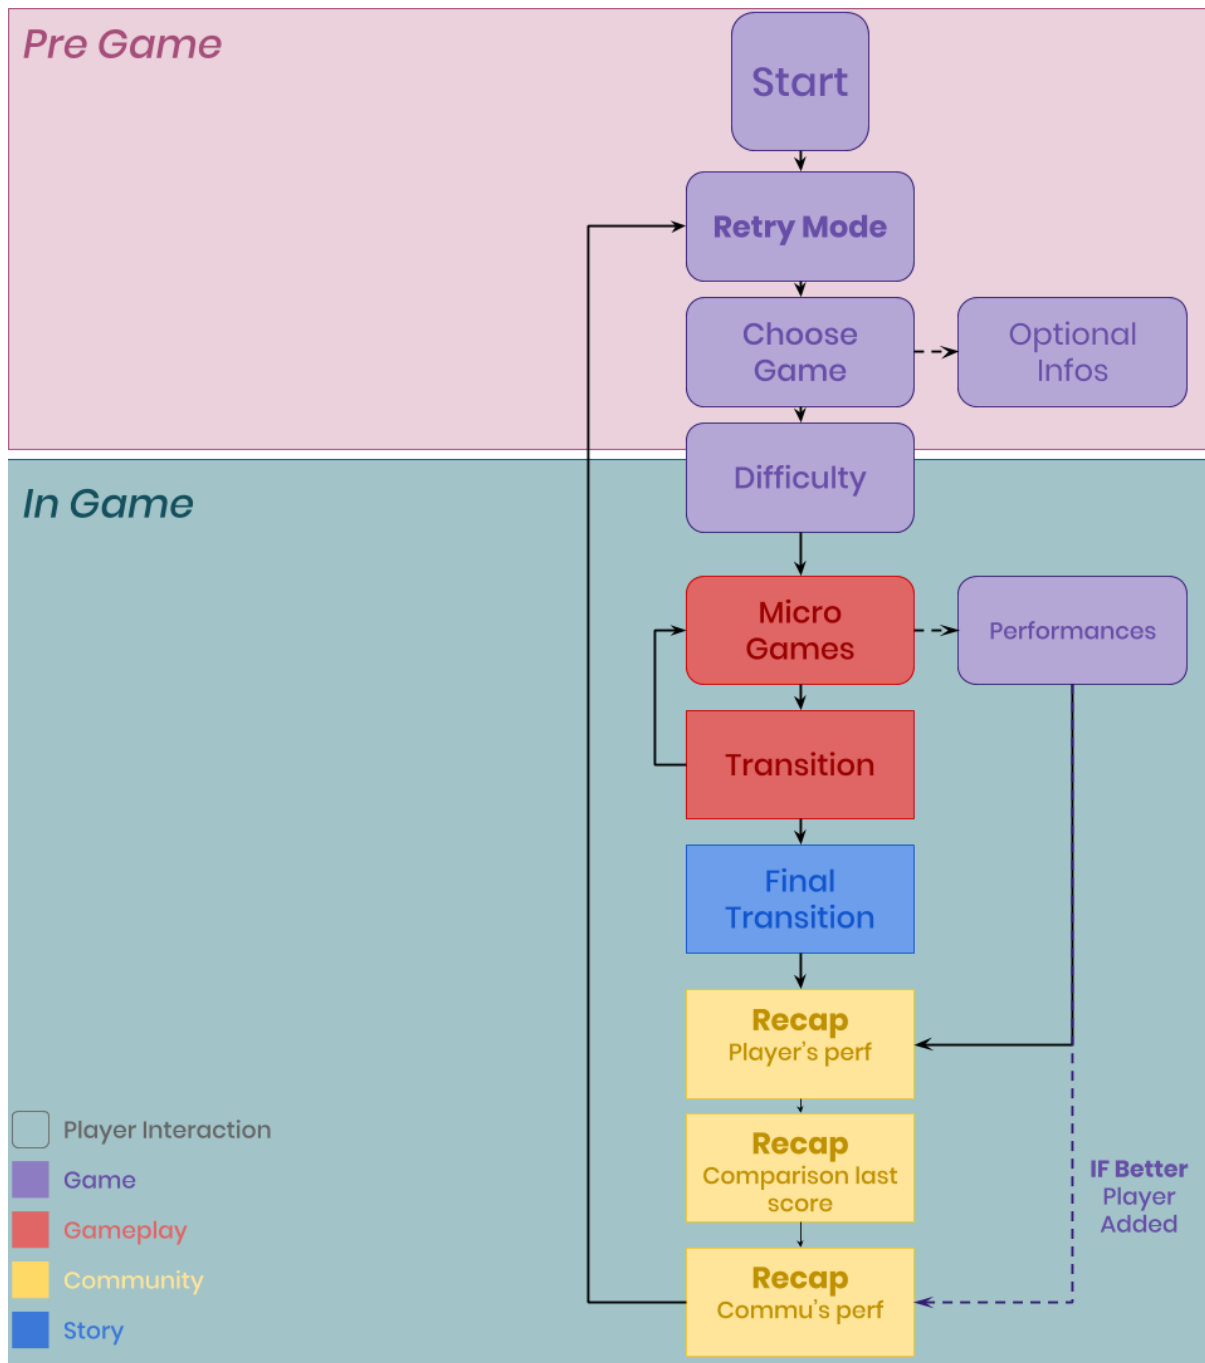 Pre Game
Start
Retry Mode
Choose
Game
Optional
Infos
Difficulty
In Game
Micro
Games
Performances
Transition
Final
Transition
Recap
Player's perf
Recap
Comparison last
score
IF Better
Player
Added
Recap
Commu's perf
Player Interaction
Game
Gameplay
Community
Story